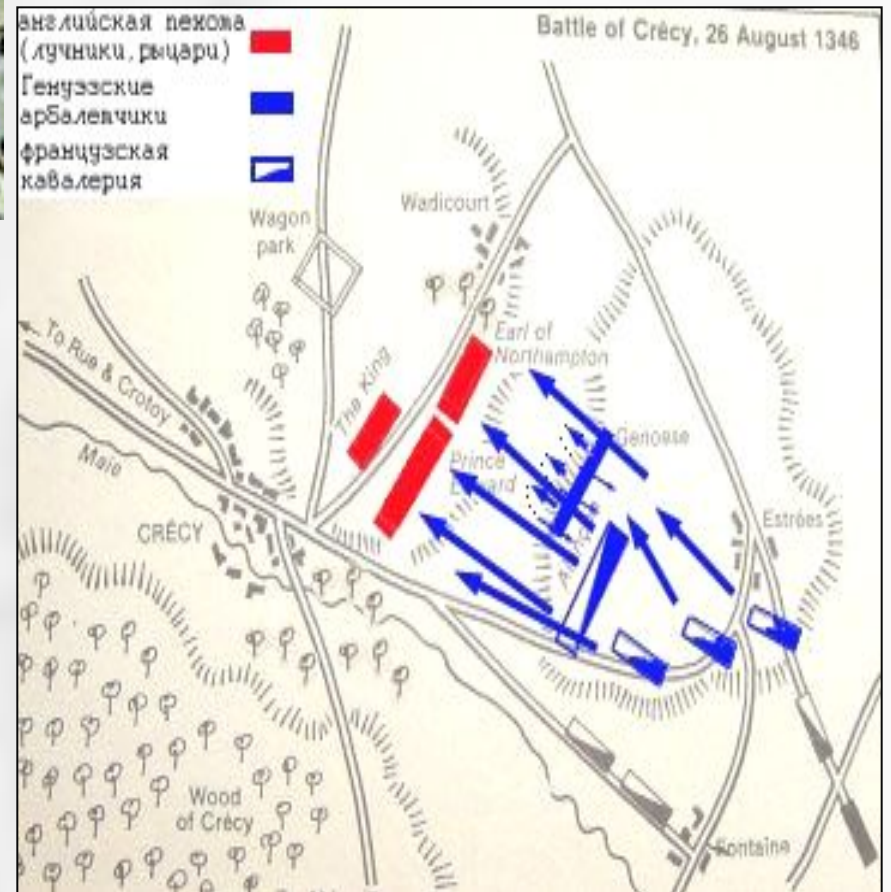 английская пехота
(лучники,рыцари)
Генуэзские
арбалетчики
французская
кавалерия
Battle of Crécy, 26 August 1346
Wagon
park
Wadicourt
Earl of
Northampton
The King
To Rue & Crotoy
Genoese
Prince
Maie
CRÉCY
Estrées
Wood
of Crécy
Fontaine